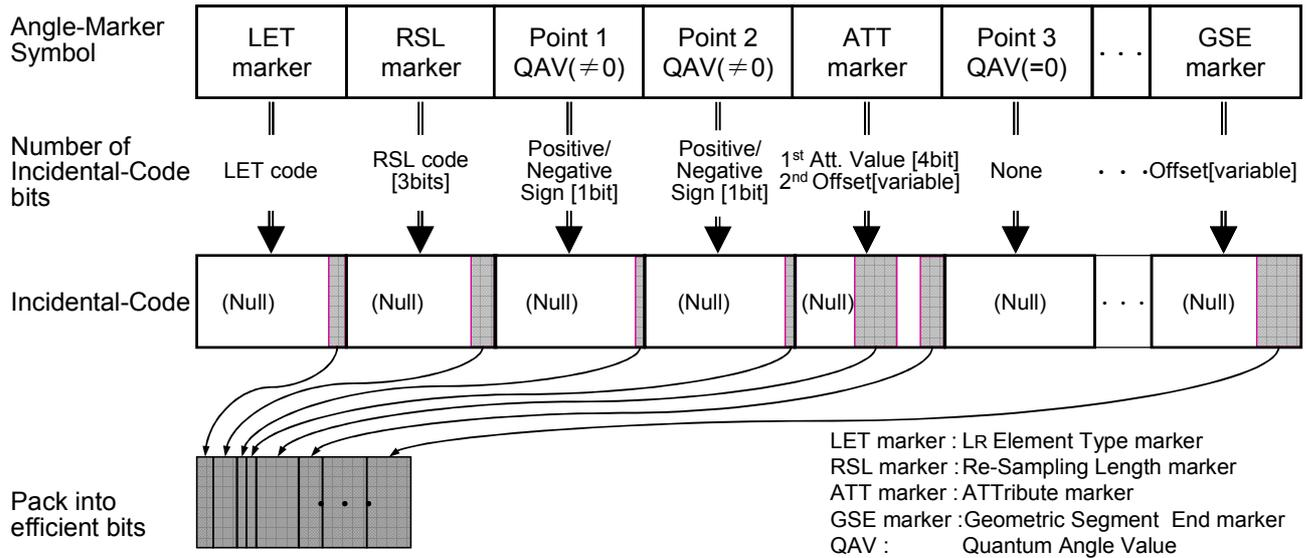 Angle-Marker
Symbol
LET
marker
RSL
marker
Point 1
QAV(≠0)
Point 2
QAV(≠0)
ATT
marker
Point 3
QAV(=0)
· · ·
GSE
marker
Number of
Incidental-Code
bits
LET code
RSL code
[3bits]
Positive/
Negative
Sign [1bit]
Positive/
Negative
Sign [1bit]
1st Att. Value [4bit]
2nd Offset[variable]
None
· · ·
Offset[variable]
Incidental-Code
(Null)
(Null)
(Null)
(Null)
(Null)
(Null)
· · ·
(Null)
Pack into
efficient bits
· · ·
LET marker : LR Element Type marker
RSL marker : Re-Sampling Length marker
ATT marker : ATTribute marker
GSE marker : Geometric Segment End marker
QAV : Quantum Angle Value